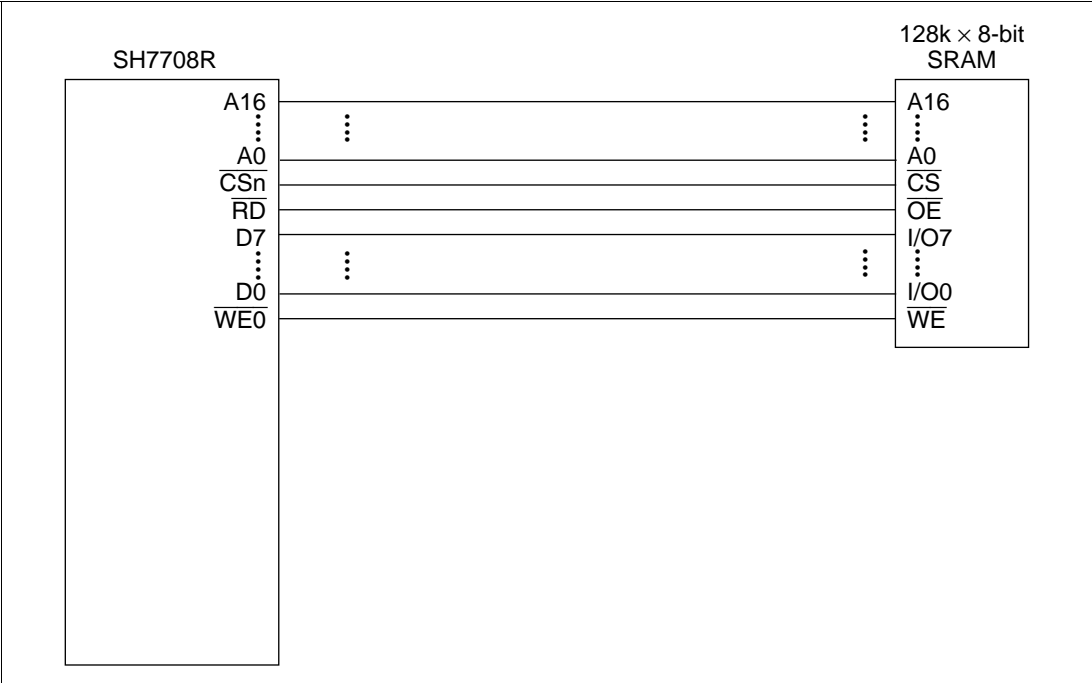 SH7708R
128k × 8-bit
SRAM
A16
A0
CSn
RD
D7
D0
WE0
A16
A0
CS
OE
I/O7
I/O0
WE